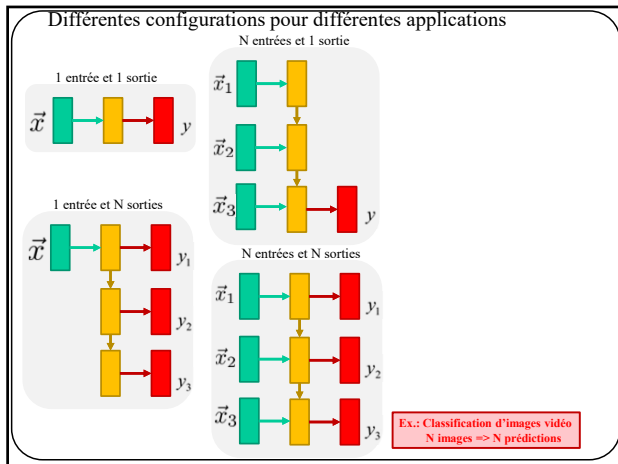 Différentes configurations pour différentes applications
N entrées et 1 sortie
1 entrée et 1 sortie
x⃗
y
x⃗1
x⃗2
x⃗3
y
1 entrée et N sorties
x⃗
y1
y2
y3
N entrées et N sorties
x⃗1
y1
x⃗2
y2
x⃗3
y3
Ex.: Classification d'images vidéo
N images => N prédictions